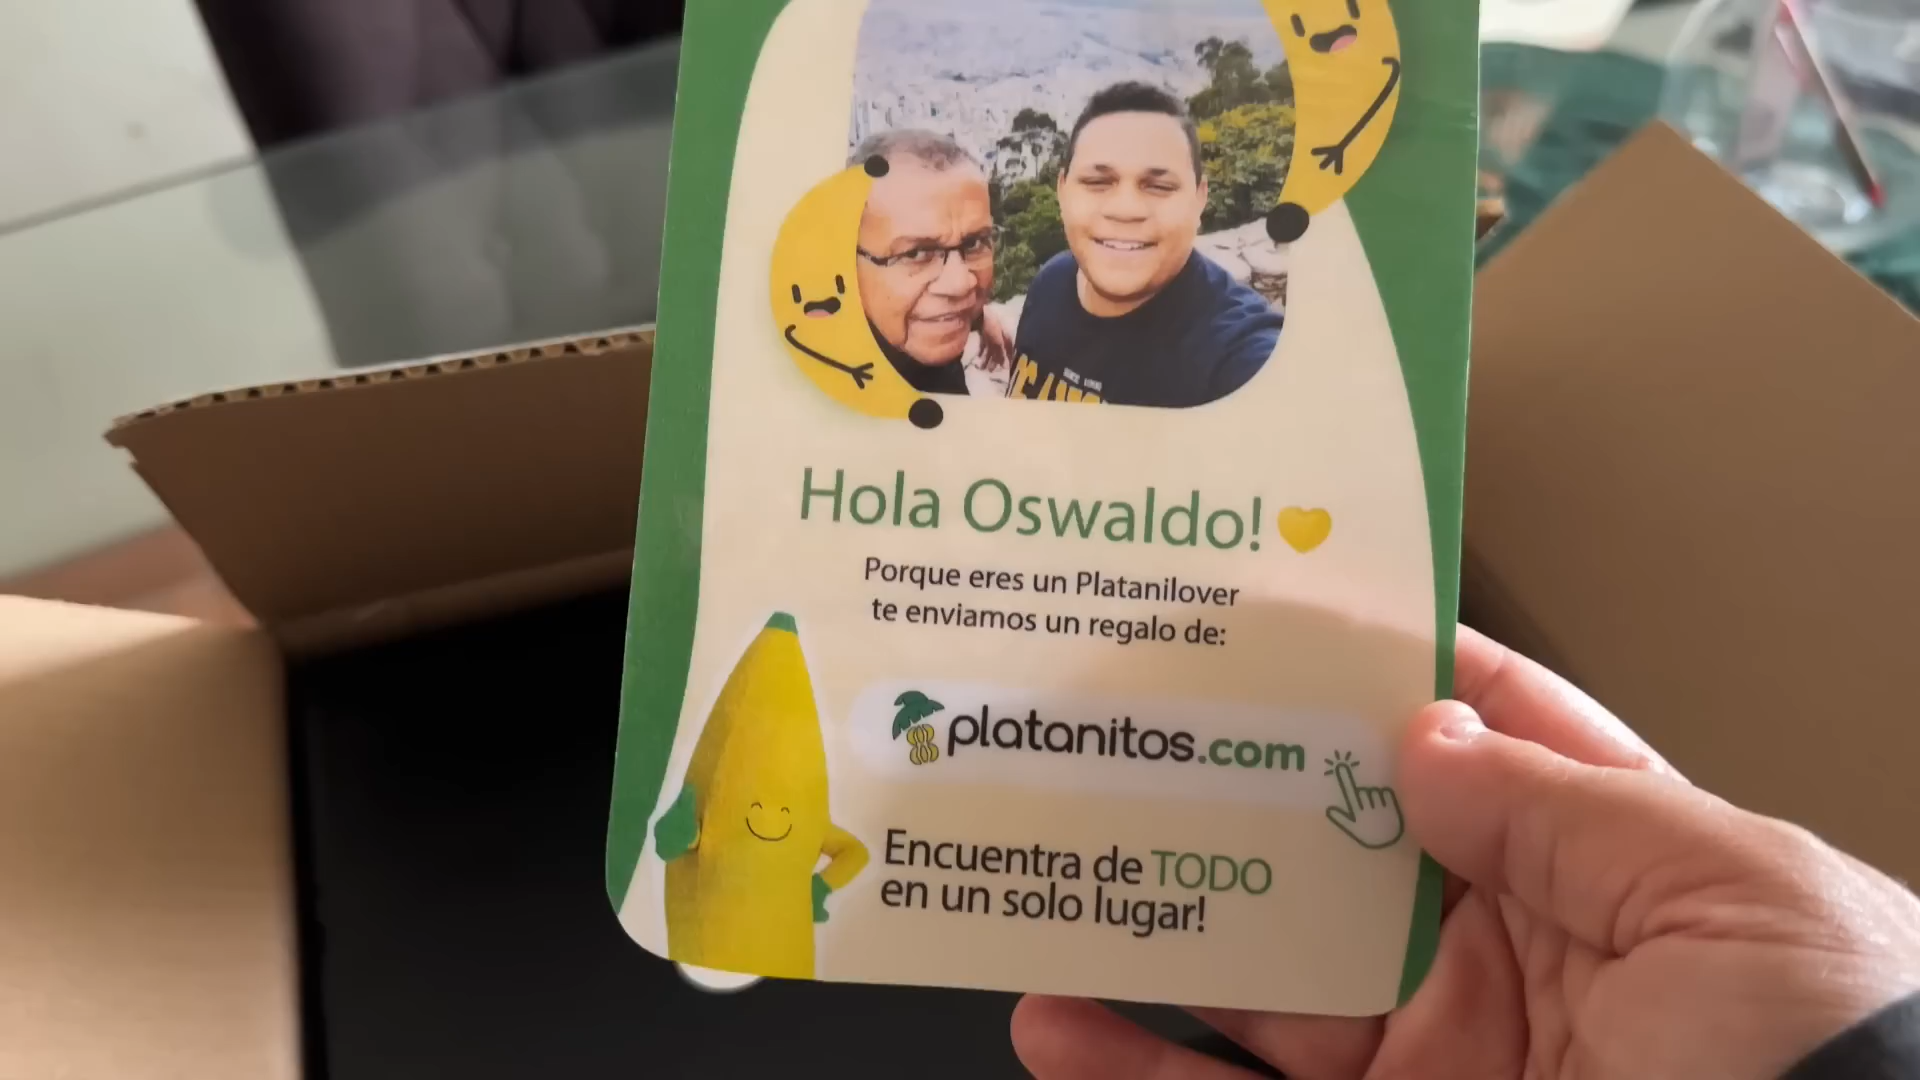 Hola Oswaldo!
Porque eres un Platanilover
te enviamos un regalo de:
platanitos.com
Encuentra de TODO
en un solo lugar!